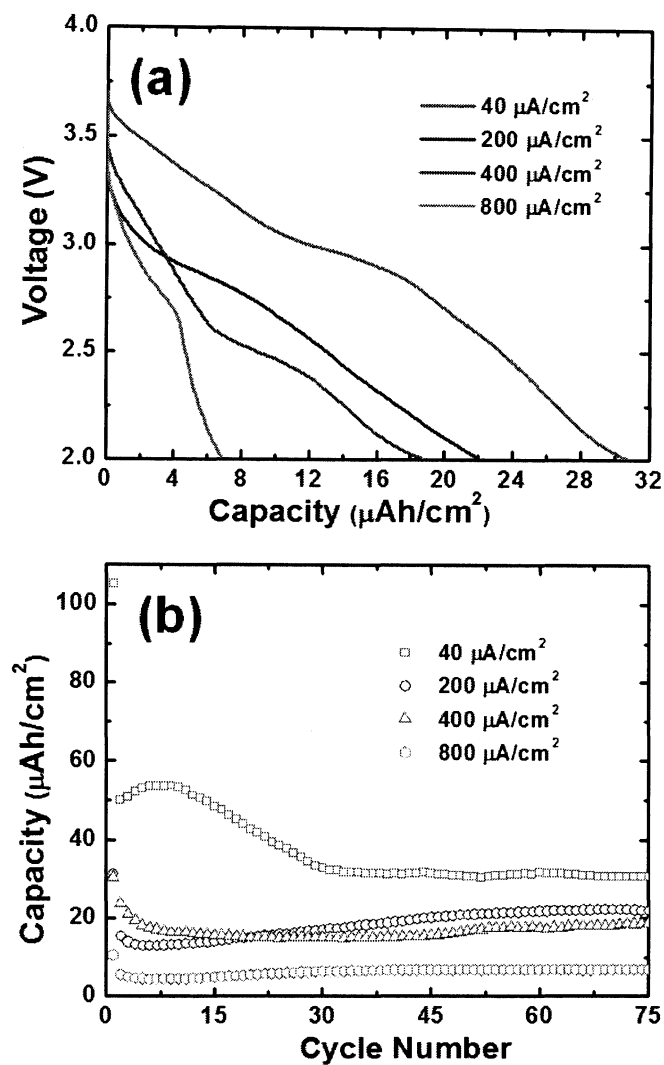 4.0
(a)
40 μA/cm²
200 μA/cm²
400 μA/cm²
800 μA/cm²
3.5
3.0
2.5
2.0
Voltage (V)
0 4 8 12 16 20 24 28 32
Capacity (μAh/cm²)
(b)
40 μA/cm²
200 μA/cm²
400 μA/cm²
800 μA/cm²
100
80
60
40
20
0
Capacity (μAh/cm²)
0 15 30 45 60 75
Cycle Number